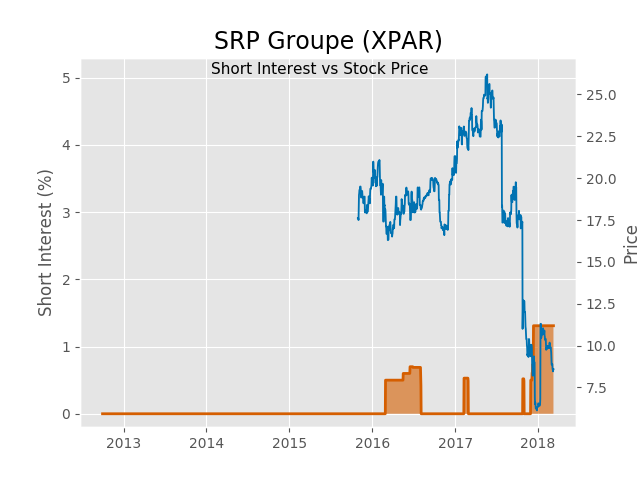 SRP Groupe (XPAR)
Short Interest vs Stock Price
Short Interest (%)
5
4
3
2
1
0
25.0
22.5
20.0
17.5
15.0
12.5
10.0
7.5
Price
2013 2014 2015 2016 2017 2018